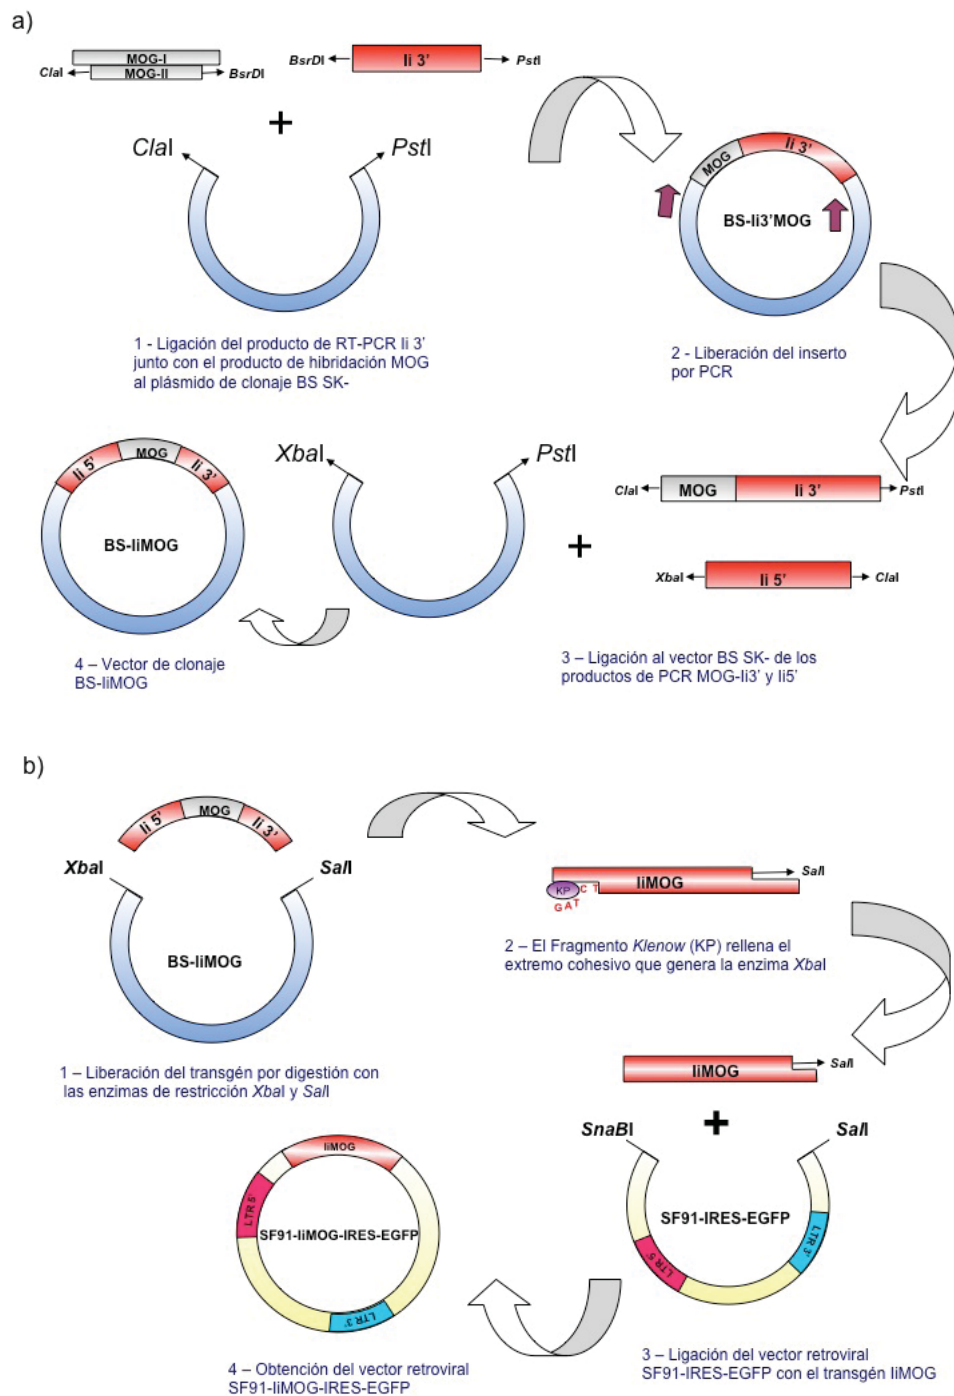 a)
MOG-I
MOG-II
ClaI
BsrDI
BsrDI
Ii 3'
PstI
+
ClaI
PstI
MOG
Ii 3'
BS-Ii3'MOG
1 - Ligación del producto de RT-PCR Ii 3'
junto con el producto de hibridación MOG
al plásmido de clonaje BS SK-
2 - Liberación del inserto
por PCR
Ii 5'
MOG
Ii 3'
BS-IiMOG
XbaI
PstI
+
ClaI
MOG
Ii 3'
PstI
XbaI
Ii 5'
ClaI
4 – Vector de clonaje
BS-IiMOG
3 – Ligación al vector BS SK- de los
productos de PCR MOG-Ii3' y Ii5'
b)
Ii 5'
MOG
Ii 3'
XbaI
SalI
BS-IiMOG
IiMOG
SalI
KP
C T
G A T
2 – El Fragmento Klenow (KP) rellena el
extremo cohesivo que genera la enzima XbaI
1 – Liberación del transgén por digestión con
las enzimas de restricción XbaI y SalI
IiMOG
SalI
+
SnaBI
SalI
SF91-IRES-EGFP
LTR 5'
LTR 3'
IiMOG
LTR 5'
SF91-IiMOG-IRES-EGFP
LTR 3'
3 – Ligación del vector retroviral
SF91-IRES-EGFP con el transgén IiMOG
4 – Obtención del vector retroviral
SF91-IiMOG-IRES-EGFP